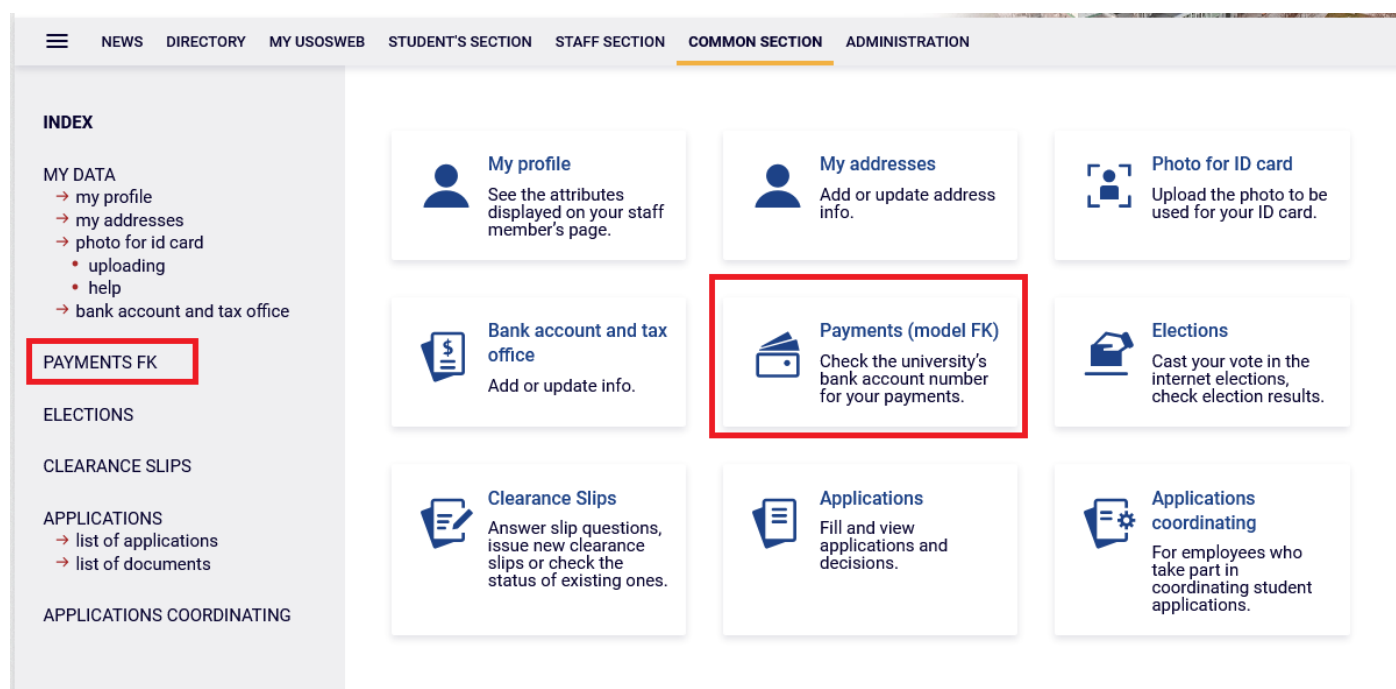 NEWS DIRECTORY MY USOSWEB STUDENT'S SECTION STAFF SECTION COMMON SECTION ADMINISTRATION
INDEX
MY DATA
→ my profile
→ my addresses
→ photo for id card
• uploading
• help
→ bank account and tax office
PAYMENTS FK
ELECTIONS
CLEARANCE SLIPS
APPLICATIONS
→ list of applications
→ list of documents
APPLICATIONS COORDINATING
My profile
See the attributes
displayed on your staff
member's page.
My addresses
Add or update address
info.
Photo for ID card
Upload the photo to be
used for your ID card.
Bank account and tax
office
Add or update info.
Payments (model FK)
Check the university's
bank account number
for your payments.
Elections
Cast your vote in the
internet elections,
check election results.
Clearance Slips
Answer slip questions,
issue new clearance
slips or check the
status of existing ones.
Applications
Fill and view
applications and
decisions.
Applications
coordinating
For employees who
take part in
coordinating student
applications.